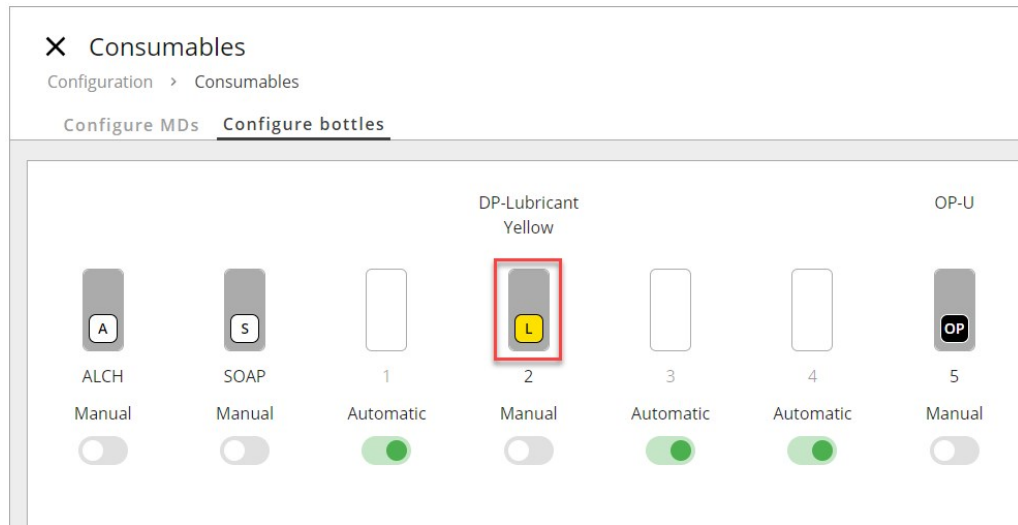 Consumables
Configuration > Consumables
Configure MDs Configure bottles
DP-Lubricant
Yellow
OP-U
A S L OP
ALCH SOAP 1 2 3 4 5
Manual Manual Automatic Manual Automatic Automatic Manual